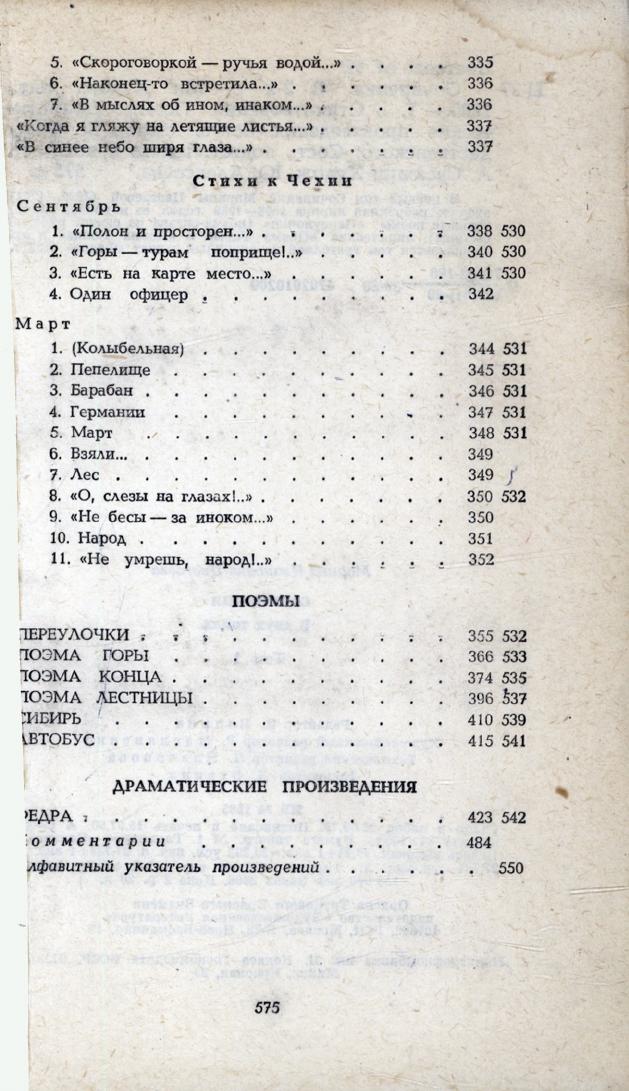 5. «Скороговоркой — ручья водой...» . . . . 335
6. «Наконец-то встретила...» . . . . . 336
7. «В мыслях об ином, инаком...» . . . . . 336
«Когда я гляжу на летящие листья...» . . . . . 337
«В синее небо ширя глаза...» . . . . . . . 337
Стихи к Чехии
Сентябрь
1. «Полон и просторен...» . . . . . . . 338 530
2. «Горы — турам поприще!..» . . . . . 340 530
3. «Есть на карте место...» . . . . . . 341 530
4. Один офицер . . . . . . . . . 342
Март
1. (Колыбельная) . . . . . . . . . 344 531
2. Пепелище . . . . . . . . . . 345 531
3. Барабан . . . . . . . . . . . 346 531
4. Германии . . . . . . . . . . 347 531
5. Март . . . . . . . . . . . 348 531
6. Взяли... . . . . . . . . . . . 349
7. Лес . . . . . . . . . . . . 349
8. «О, слезы на глазах!..» . . . . . . . 350 532
9. «Не бесы — за иноком...» . . . . . . 350
10. Народ . . . . . . . . . . . 351
11. «Не умрешь, народ!..» . . . . . . 352
ПОЭМЫ
ПЕРЕУЛОЧКИ . . . . . . . . . . . 355 532
ПОЭМА ГОРЫ . . . . . . . . . . 366 533
ПОЭМА КОНЦА . . . . . . . . . . 374 535
ПОЭМА ЛЕСТНИЦЫ . . . . . . . . . 396 537
СИБИРЬ . . . . . . . . . . . . 410 539
АВТОБУС . . . . . . . . . . . . 415 541
ДРАМАТИЧЕСКИЕ ПРОИЗВЕДЕНИЯ
ФЕДРА . . . . . . . . . . . . . 423 542
Комментарии . . . . . . . . . . 484
Алфавитный указатель произведений . . . . . . 550
575